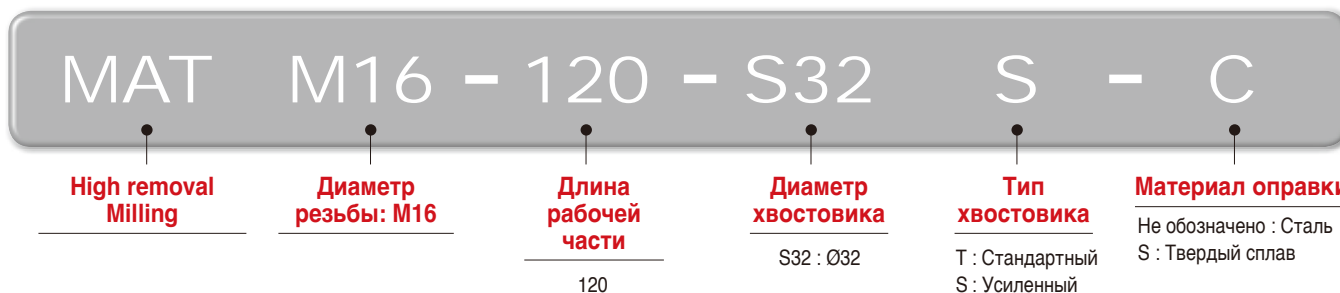 MAT M16 - 120 - S32 S - C
High removal
Milling
Диаметр
резьбы: M16
Длина
рабочей
части
120
Диаметр
хвостовика
S32 : Ø32
Тип
хвостовика
T : Стандартный
S : Усиленный
Материал оправки
Не обозначено : Сталь
S : Твердый сплав